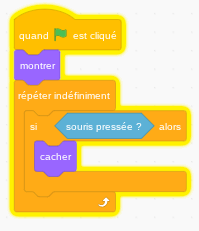 quand est cliqué
montrer
répéter indéfiniment
si souris pressée ? alors
cacher